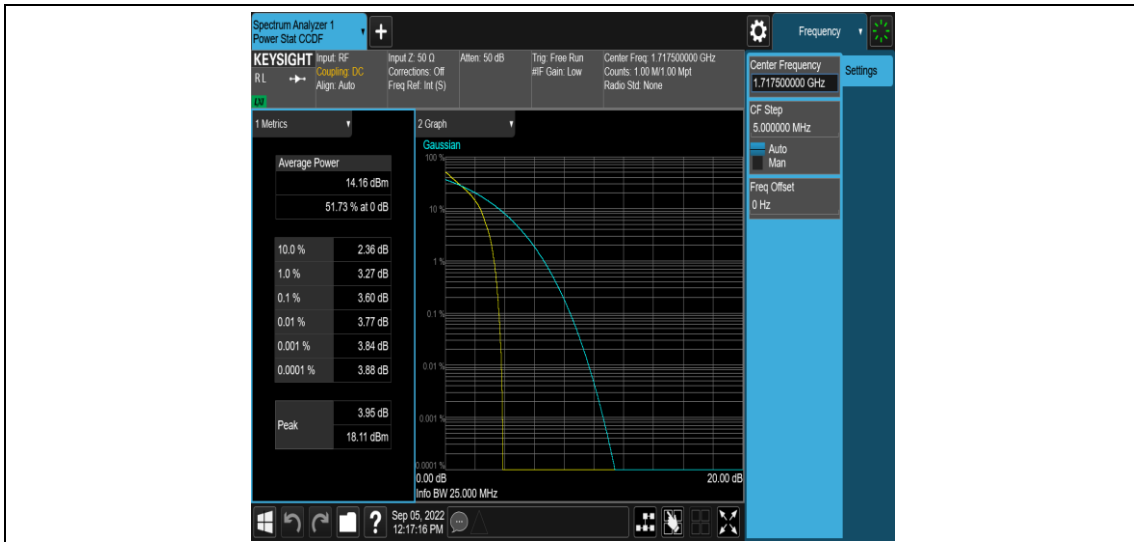 Spectrum Analyzer 1
Power Stat CCDF
+
Frequency
KEYSIGHT
RL
LXI
Input: RF
Coupling: DC
Align: Auto
Input Z: 50 Ω
Corrections: Off
Freq Ref: Int (S)
Atten: 50 dB
Trig: Free Run
#IF Gain: Low
Center Freq: 1.717500000 GHz
Counts: 1.00 M/1.00 Mpt
Radio Std: None
Center Frequency
1.717500000 GHz
Settings
CF Step
5.000000 MHz
Auto
Man
Freq Offset
0 Hz
1 Metrics
Average Power
14.16 dBm
51.73 % at 0 dB
10.0 % 2.36 dB
1.0 % 3.27 dB
0.1 % 3.60 dB
0.01 % 3.77 dB
0.001 % 3.84 dB
0.0001 % 3.88 dB
Peak
3.95 dB
18.11 dBm
2 Graph
Gaussian
100 %
10 %
1 %
0.1 %
0.01 %
0.001 %
0.0001 %
0.00 dB 20.00 dB
Info BW 25.000 MHz
?
Sep 05, 2022
12:17:16 PM